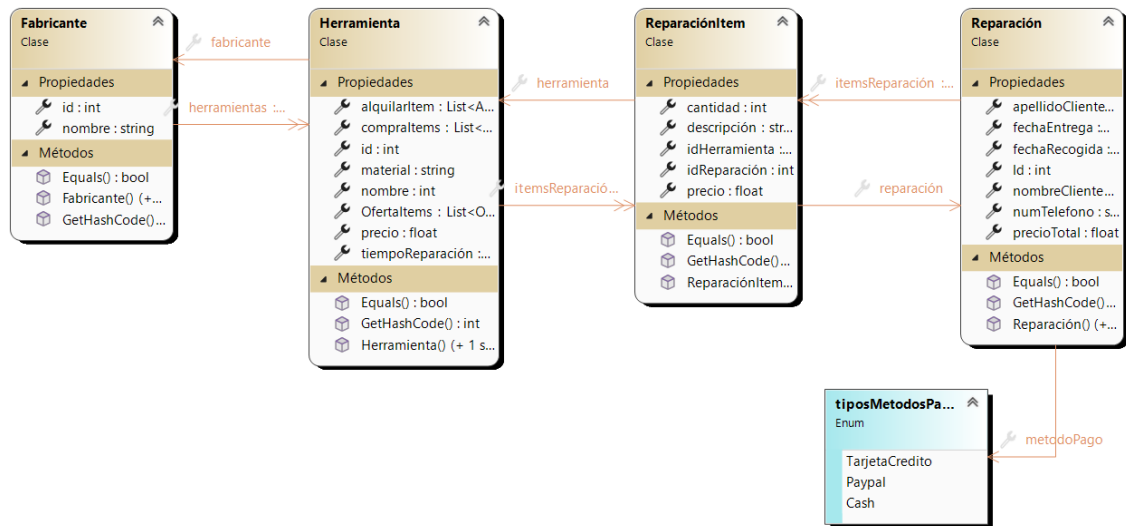 Fabricante
Clase
Propiedades
id : int
nombre : string
Métodos
Equals() : bool
Fabricante() (+...
GetHashCode()...
fabricante
herramientas :...
Herramienta
Clase
Propiedades
alquilarItem : List<A...
compraItems : List<...
id : int
material : string
nombre : int
OfertaItems : List<O...
precio : float
tiempoReparación :...
Métodos
Equals() : bool
GetHashCode() : int
Herramienta() (+ 1 s...
herramienta
itemsReparació...
ReparaciónItem
Clase
Propiedades
cantidad : int
descripción : str...
idHerramienta :...
idReparación : int
precio : float
Métodos
Equals() : bool
GetHashCode()...
ReparaciónItem...
itemsReparación :...
reparación
Reparación
Clase
Propiedades
apellidoCliente...
fechaEntrega :...
fechaRecogida :...
Id : int
nombreCliente...
numTelefono : s...
precioTotal : float
Métodos
Equals() : bool
GetHashCode()...
Reparación() (+...
metodoPago
tiposMetodosPa...
Enum
TarjetaCredito
Paypal
Cash